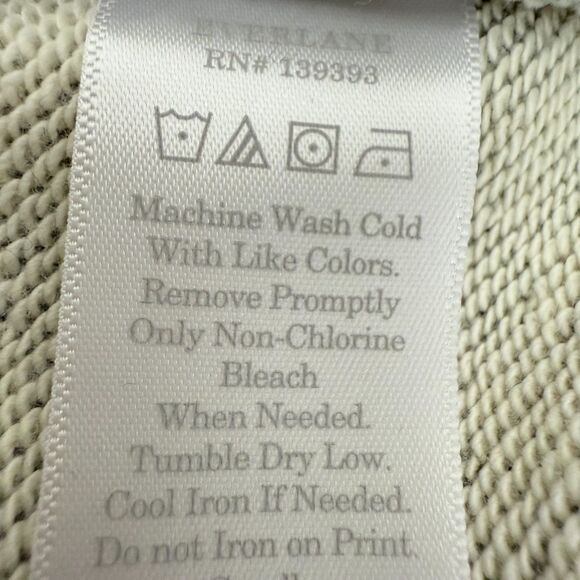 EVERLANE
RN# 139393
Machine Wash Cold
With Like Colors.
Remove Promptly
Only Non-Chlorine
Bleach
When Needed.
Tumble Dry Low.
Cool Iron If Needed.
Do not Iron on Print.